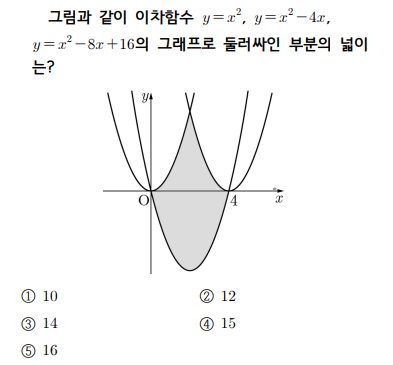 그림과 같이 이차함수 y=x², y=x²−4x,
y=x²−8x+16의 그래프로 둘러싸인 부분의 넓이
는?
y
O 4 x
① 10 ② 12
③ 14 ④ 15
⑤ 16